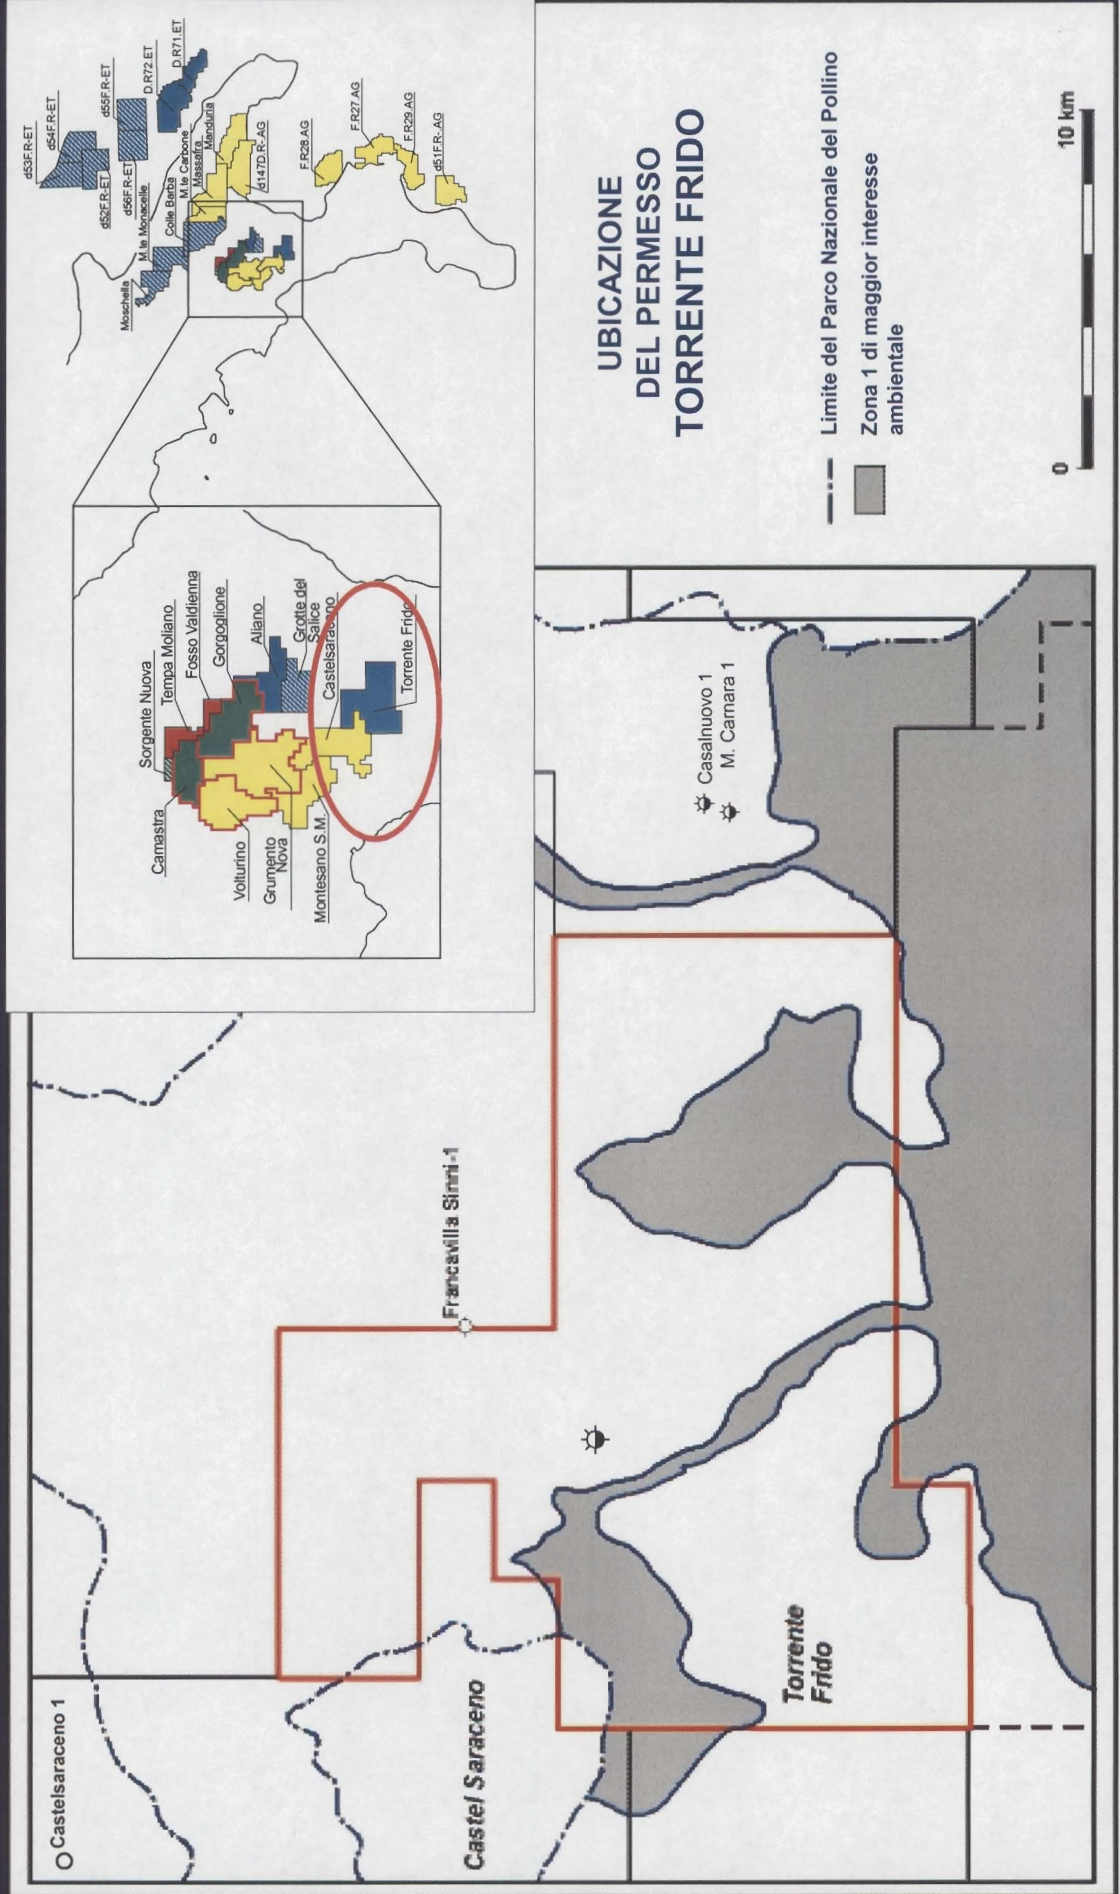 d53F.R-ET
d54F.R-ET
d52F.R-ET
d55F.R-ET
d56F.R-ET
D.R72.ET
D.R71.ET
Moschella
M.te Monacelle
Colle Barba
M.te Carbone
Massafra
Manduria
d147D.R-.AG
F.R28.AG
F.R27.AG
F.R29.AG
d51F.R-.AG
Sorgente Nuova
Tempa Moliano
Fosso Valdienna
Gorgoglione
Aliano
Grotte del
Salice
Castelsaraceno
Torrente Frido
Camastra
Volturino
Grumento
Nova
Montesano S.M.
UBICAZIONE
DEL PERMESSO
TORRENTE FRIDO
Limite del Parco Nazionale del Pollino
Zona 1 di maggior interesse
ambientale
0
10 km
Castelsaraceno 1
Castel Saraceno
Francavilla Sinni-1
Torrente
Frido
Casalnuovo 1
M. Carnara 1